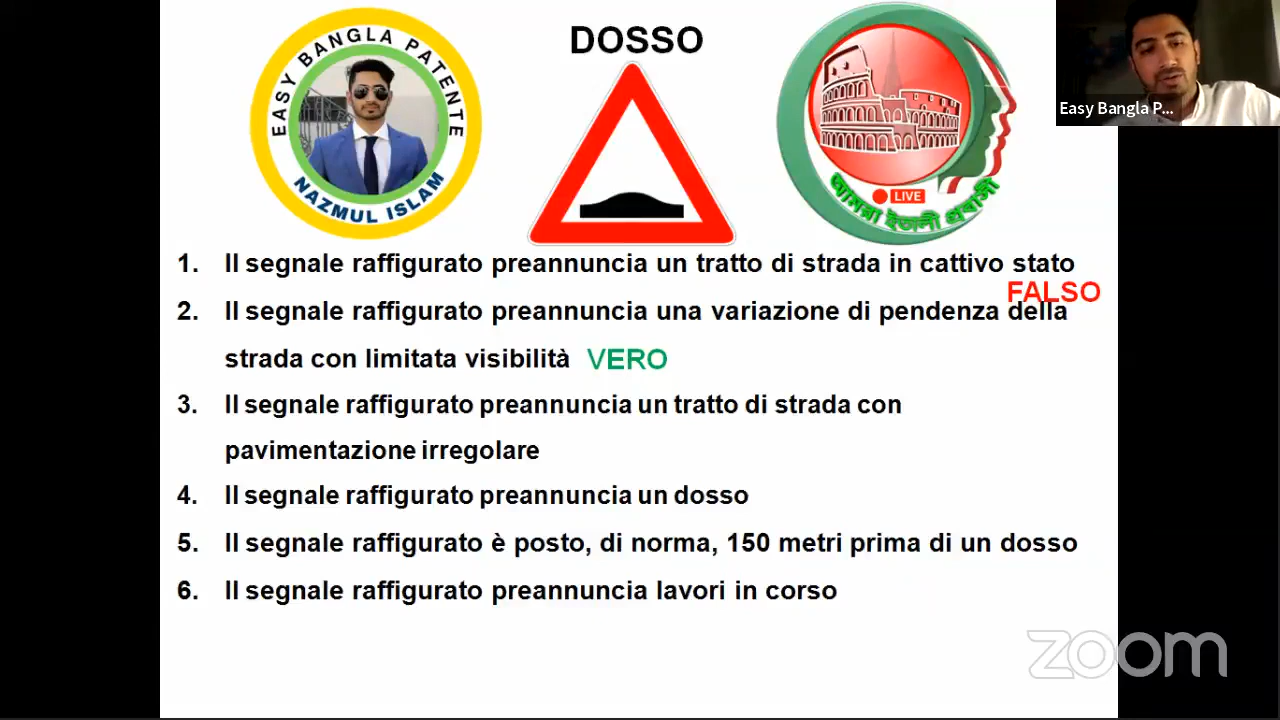 EASY BANGLA PATENTE
NAZMUL ISLAM
DOSSO
LIVE
আমরা ইতালী প্রবাসী
Easy Bangla P...
1. Il segnale raffigurato preannuncia un tratto di strada in cattivo stato
FALSO
2. Il segnale raffigurato preannuncia una variazione di pendenza della
strada con limitata visibilità VERO
3. Il segnale raffigurato preannuncia un tratto di strada con
pavimentazione irregolare
4. Il segnale raffigurato preannuncia un dosso
5. Il segnale raffigurato è posto, di norma, 150 metri prima di un dosso
6. Il segnale raffigurato preannuncia lavori in corso
zoom